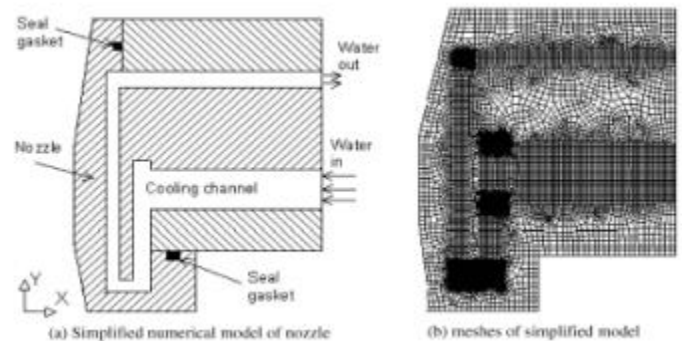 Seal
gasket
Water
out
Nozzle
Water
in
Cooling channel
Seal
gasket
Y
X
(a) Simplified numerical model of nozzle
(b) meshes of simplified model